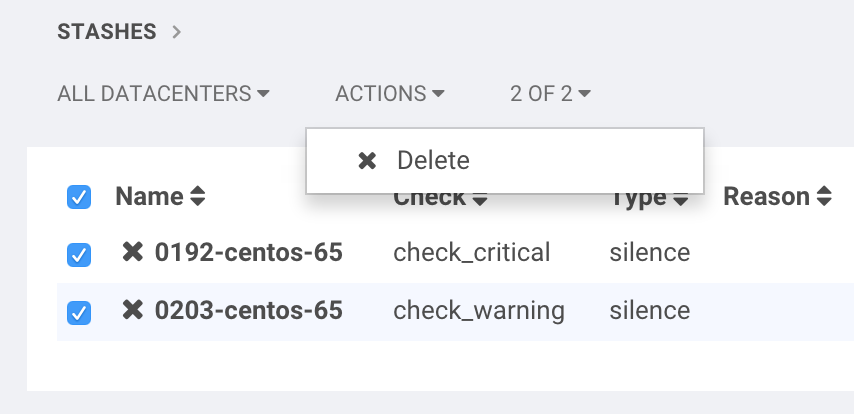 STASHES
ALL DATACENTERS ACTIONS 2 OF 2
Delete
Name Check Type Reason
0192-centos-65 check_critical silence
0203-centos-65 check_warning silence